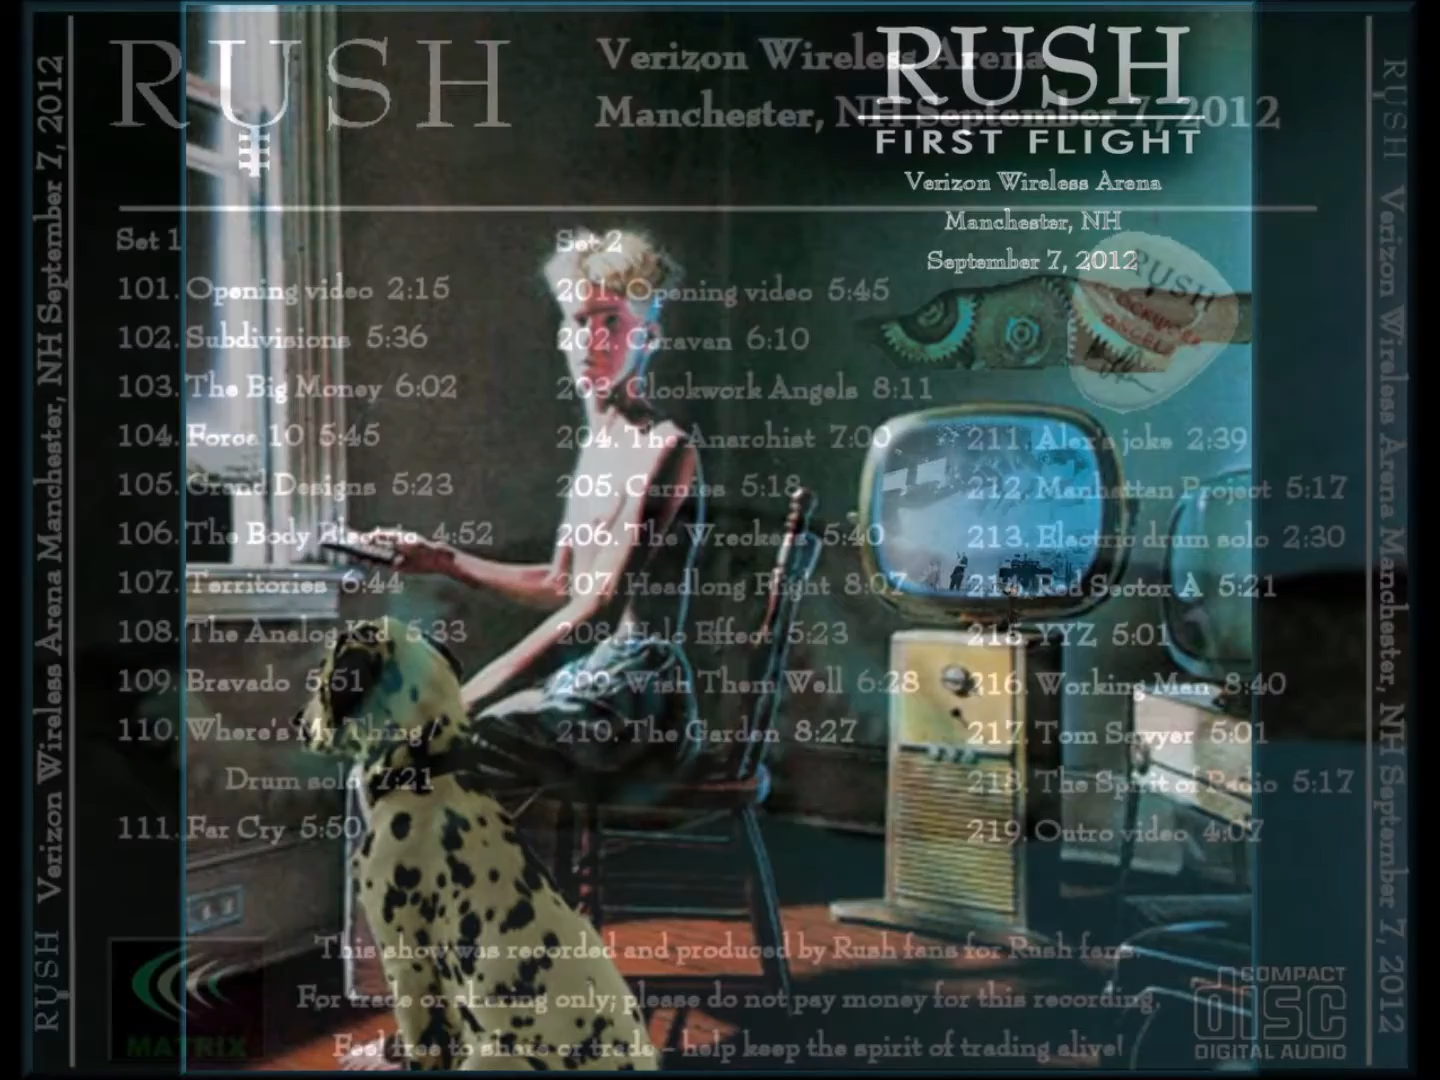 RUSH
Verizon Wireless Arena
Manchester, NH September 7, 2012
RUSH
FIRST FLIGHT
Verizon Wireless Arena
Manchester, NH
September 7, 2012
RUSH
CLOCKWORK
ANGELS
Set 1
101. Opening video 2:15
102. Subdivisions 5:36
103. The Big Money 6:02
104. Force 10 5:45
105. Grand Designs 5:23
106. The Body Electric 4:52
107. Territories 6:44
108. The Analog Kid 5:33
109. Bravado 5:51
110. Where's My Thing/
Drum solo 7:21
111. Far Cry 5:50
Set 2
201. Opening video 5:45
202. Caravan 6:10
203. Clockwork Angels 8:11
204. The Anarchist 7:00
205. Carnies 5:18
206. The Wreckers 5:40
207. Headlong Flight 8:07
208. Halo Effect 5:23
209. Wish Them Well 6:28
210. The Garden 8:27
211. Alex's joke 2:39
212. Manhattan Project 5:17
213. Electric drum solo 2:30
214. Red Sector A 5:21
215. YYZ 5:01
216. Working Man 8:40
217. Tom Sawyer 5:01
218. The Spirit of Radio 5:17
219. Outro video 4:07
This show was recorded and produced by Rush fans for Rush fans.
For trade or sharing only; please do not pay money for this recording.
Feel free to share or trade - help keep the spirit of trading alive!
MATRIX
COMPACT
disc
DIGITAL AUDIO
RUSH Verizon Wireless Arena Manchester, NH September 7, 2012
RUSH Verizon Wireless Arena Manchester, NH September 7, 2012